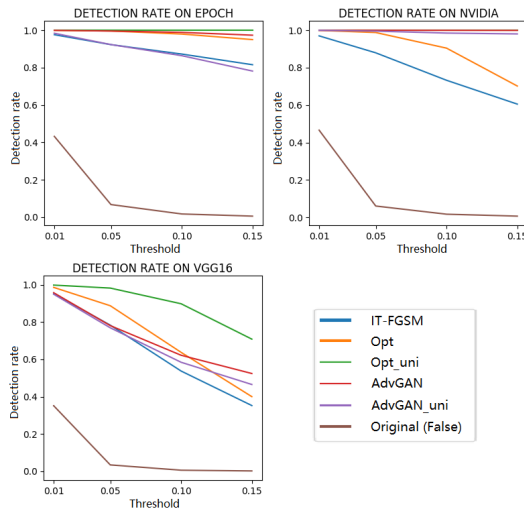 DETECTION RATE ON EPOCH
Detection rate
1.0
0.8
0.6
0.4
0.2
0.0
0.01 0.05 0.10 0.15
Threshold
DETECTION RATE ON NVIDIA
Detection rate
1.0
0.8
0.6
0.4
0.2
0.0
0.01 0.05 0.10 0.15
Threshold
DETECTION RATE ON VGG16
Detection rate
1.0
0.8
0.6
0.4
0.2
0.0
0.01 0.05 0.10 0.15
Threshold
IT-FGSM
Opt
Opt_uni
AdvGAN
AdvGAN_uni
Original (False)